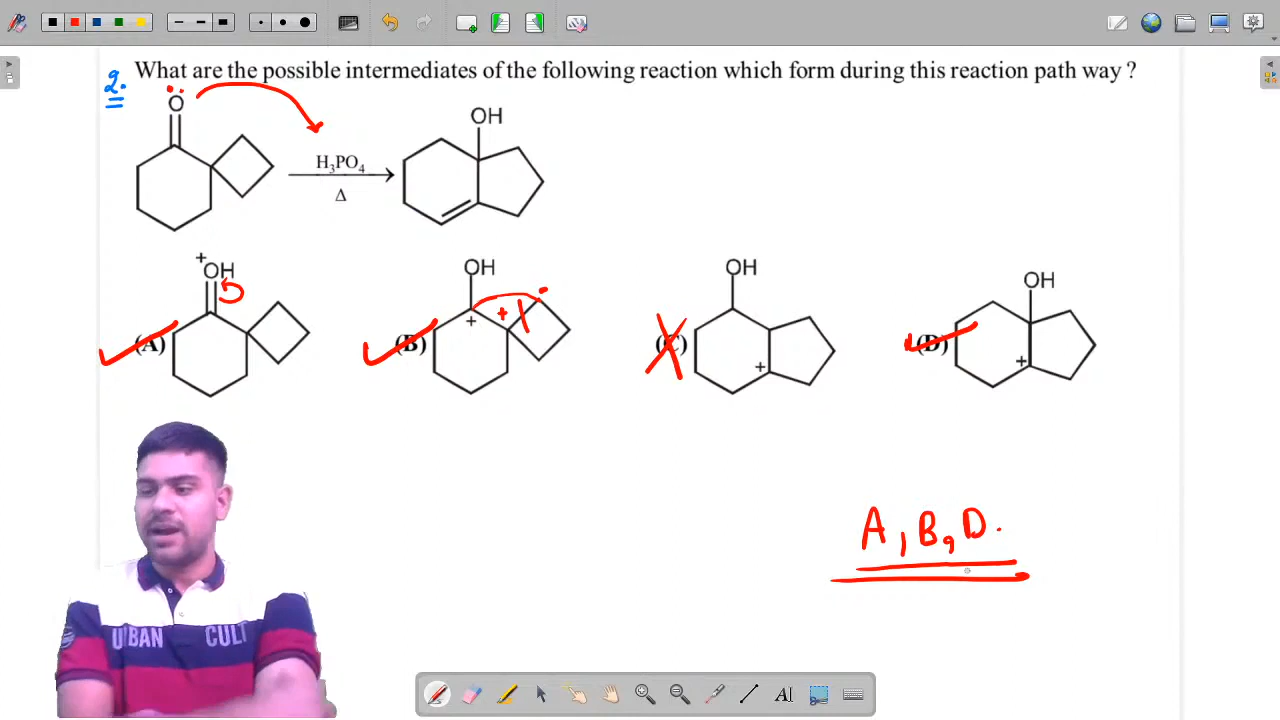 2. What are the possible intermediates of the following reaction which form during this reaction path way ?
O
H3PO4
Δ
OH
+
OH
(A)
OH
+ +
(B)
OH
+
(C)
OH
+
(D)
A, B, D.
URBAN CULT
AI